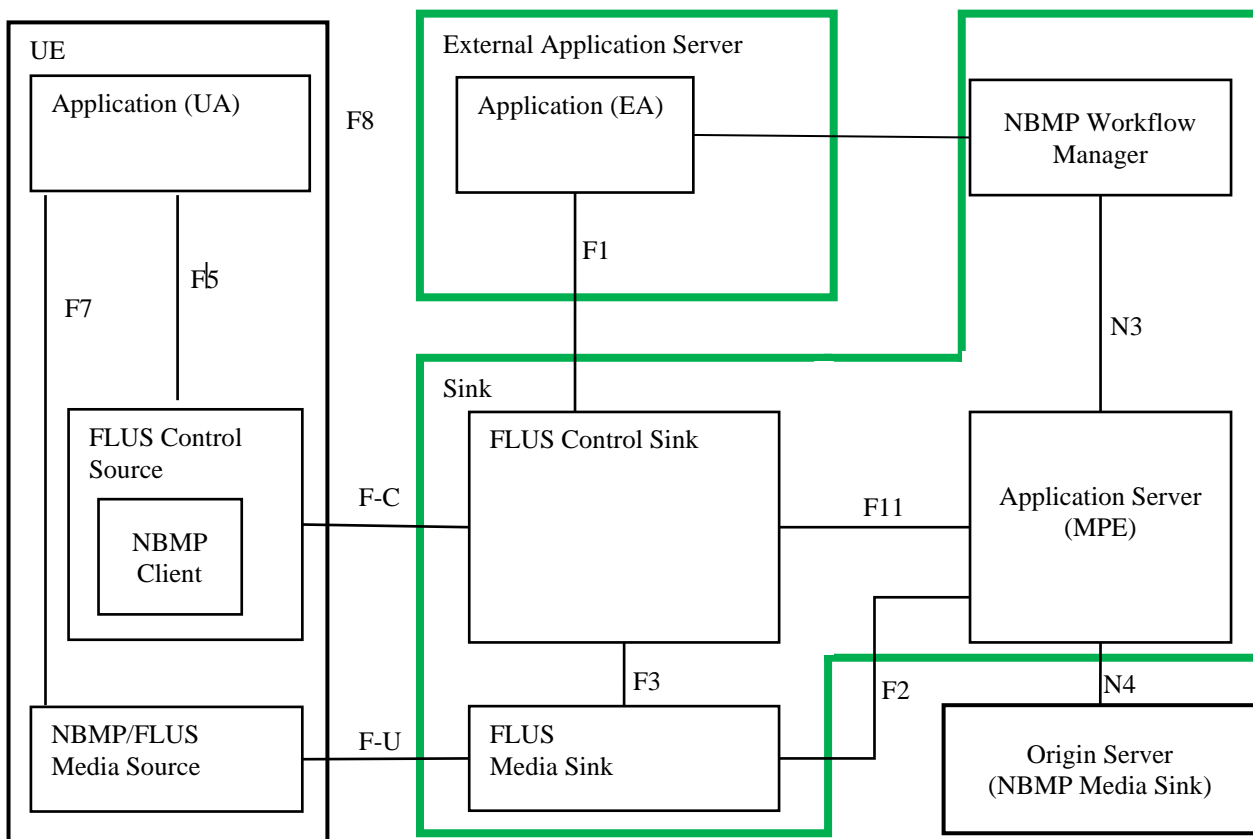 UE
Application (UA)
F8
F5
F7
FLUS Control
Source
NBMP
Client
NBMP/FLUS
Media Source
External Application Server
Application (EA)
F1
NBMP Workflow
Manager
N3
Sink
FLUS Control Sink
F-C
F11
Application Server
(MPE)
F3
F2
N4
F-U
FLUS
Media Sink
Origin Server
(NBMP Media Sink)